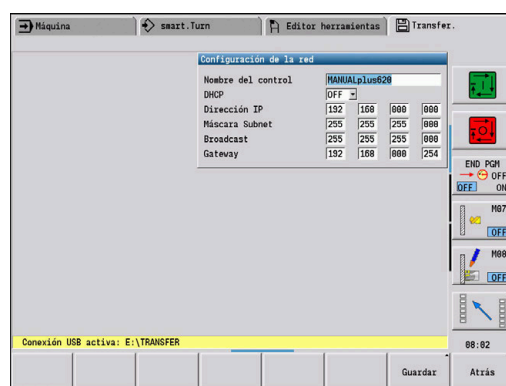 Máquina smart.Turn Editor herramientas Transfer.
Configuración de la red
Nombre del control MANUALplus620
DHCP OFF
Dirección IP 192 168 000 000
Máscara Subnet 255 255 255 000
Broadcast 255 255 255 000
Gateway 192 168 000 254
END PGM
OFF
OFF ON
M07
OFF
M08
OFF
Conexión USB activa: E:\TRANSFER
08:02
Guardar Atrás